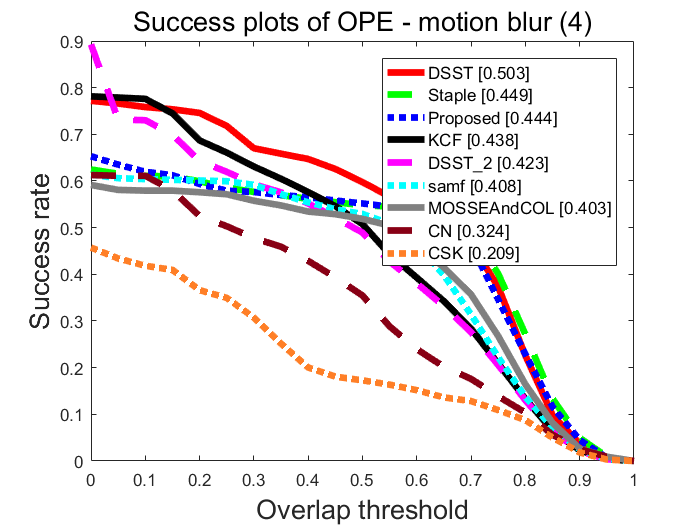 Success plots of OPE - motion blur (4)
0.9
0.8
0.7
0.6
0.5
0.4
0.3
0.2
0.1
0
Success rate
DSST [0.503]
Staple [0.449]
Proposed [0.444]
KCF [0.438]
DSST_2 [0.423]
samf [0.408]
MOSSEAndCOL [0.403]
CN [0.324]
CSK [0.209]
0 0.1 0.2 0.3 0.4 0.5 0.6 0.7 0.8 0.9 1
Overlap threshold